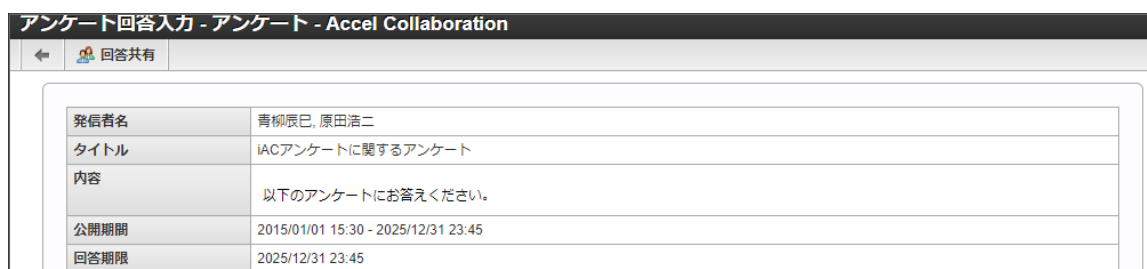 アンケート回答入力 - アンケート - Accel Collaboration
回答共有
発信者名 青柳辰巳, 原田浩二
タイトル iACアンケートに関するアンケート
内容
以下のアンケートにお答えください。
公開期間 2015/01/01 15:30 - 2025/12/31 23:45
回答期限 2025/12/31 23:45